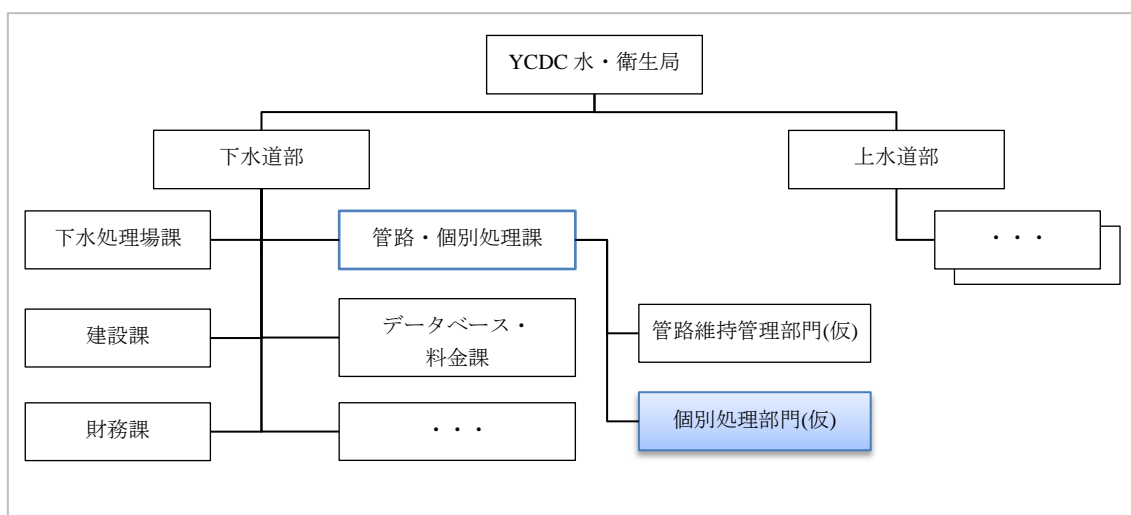 YCDC 水・衛生局
下水道部
上水道部
下水処理場課
管路・個別処理課
・・・
建設課
データベース・
料金課
管路維持管理部門(仮)
財務課
・・・
個別処理部門(仮)